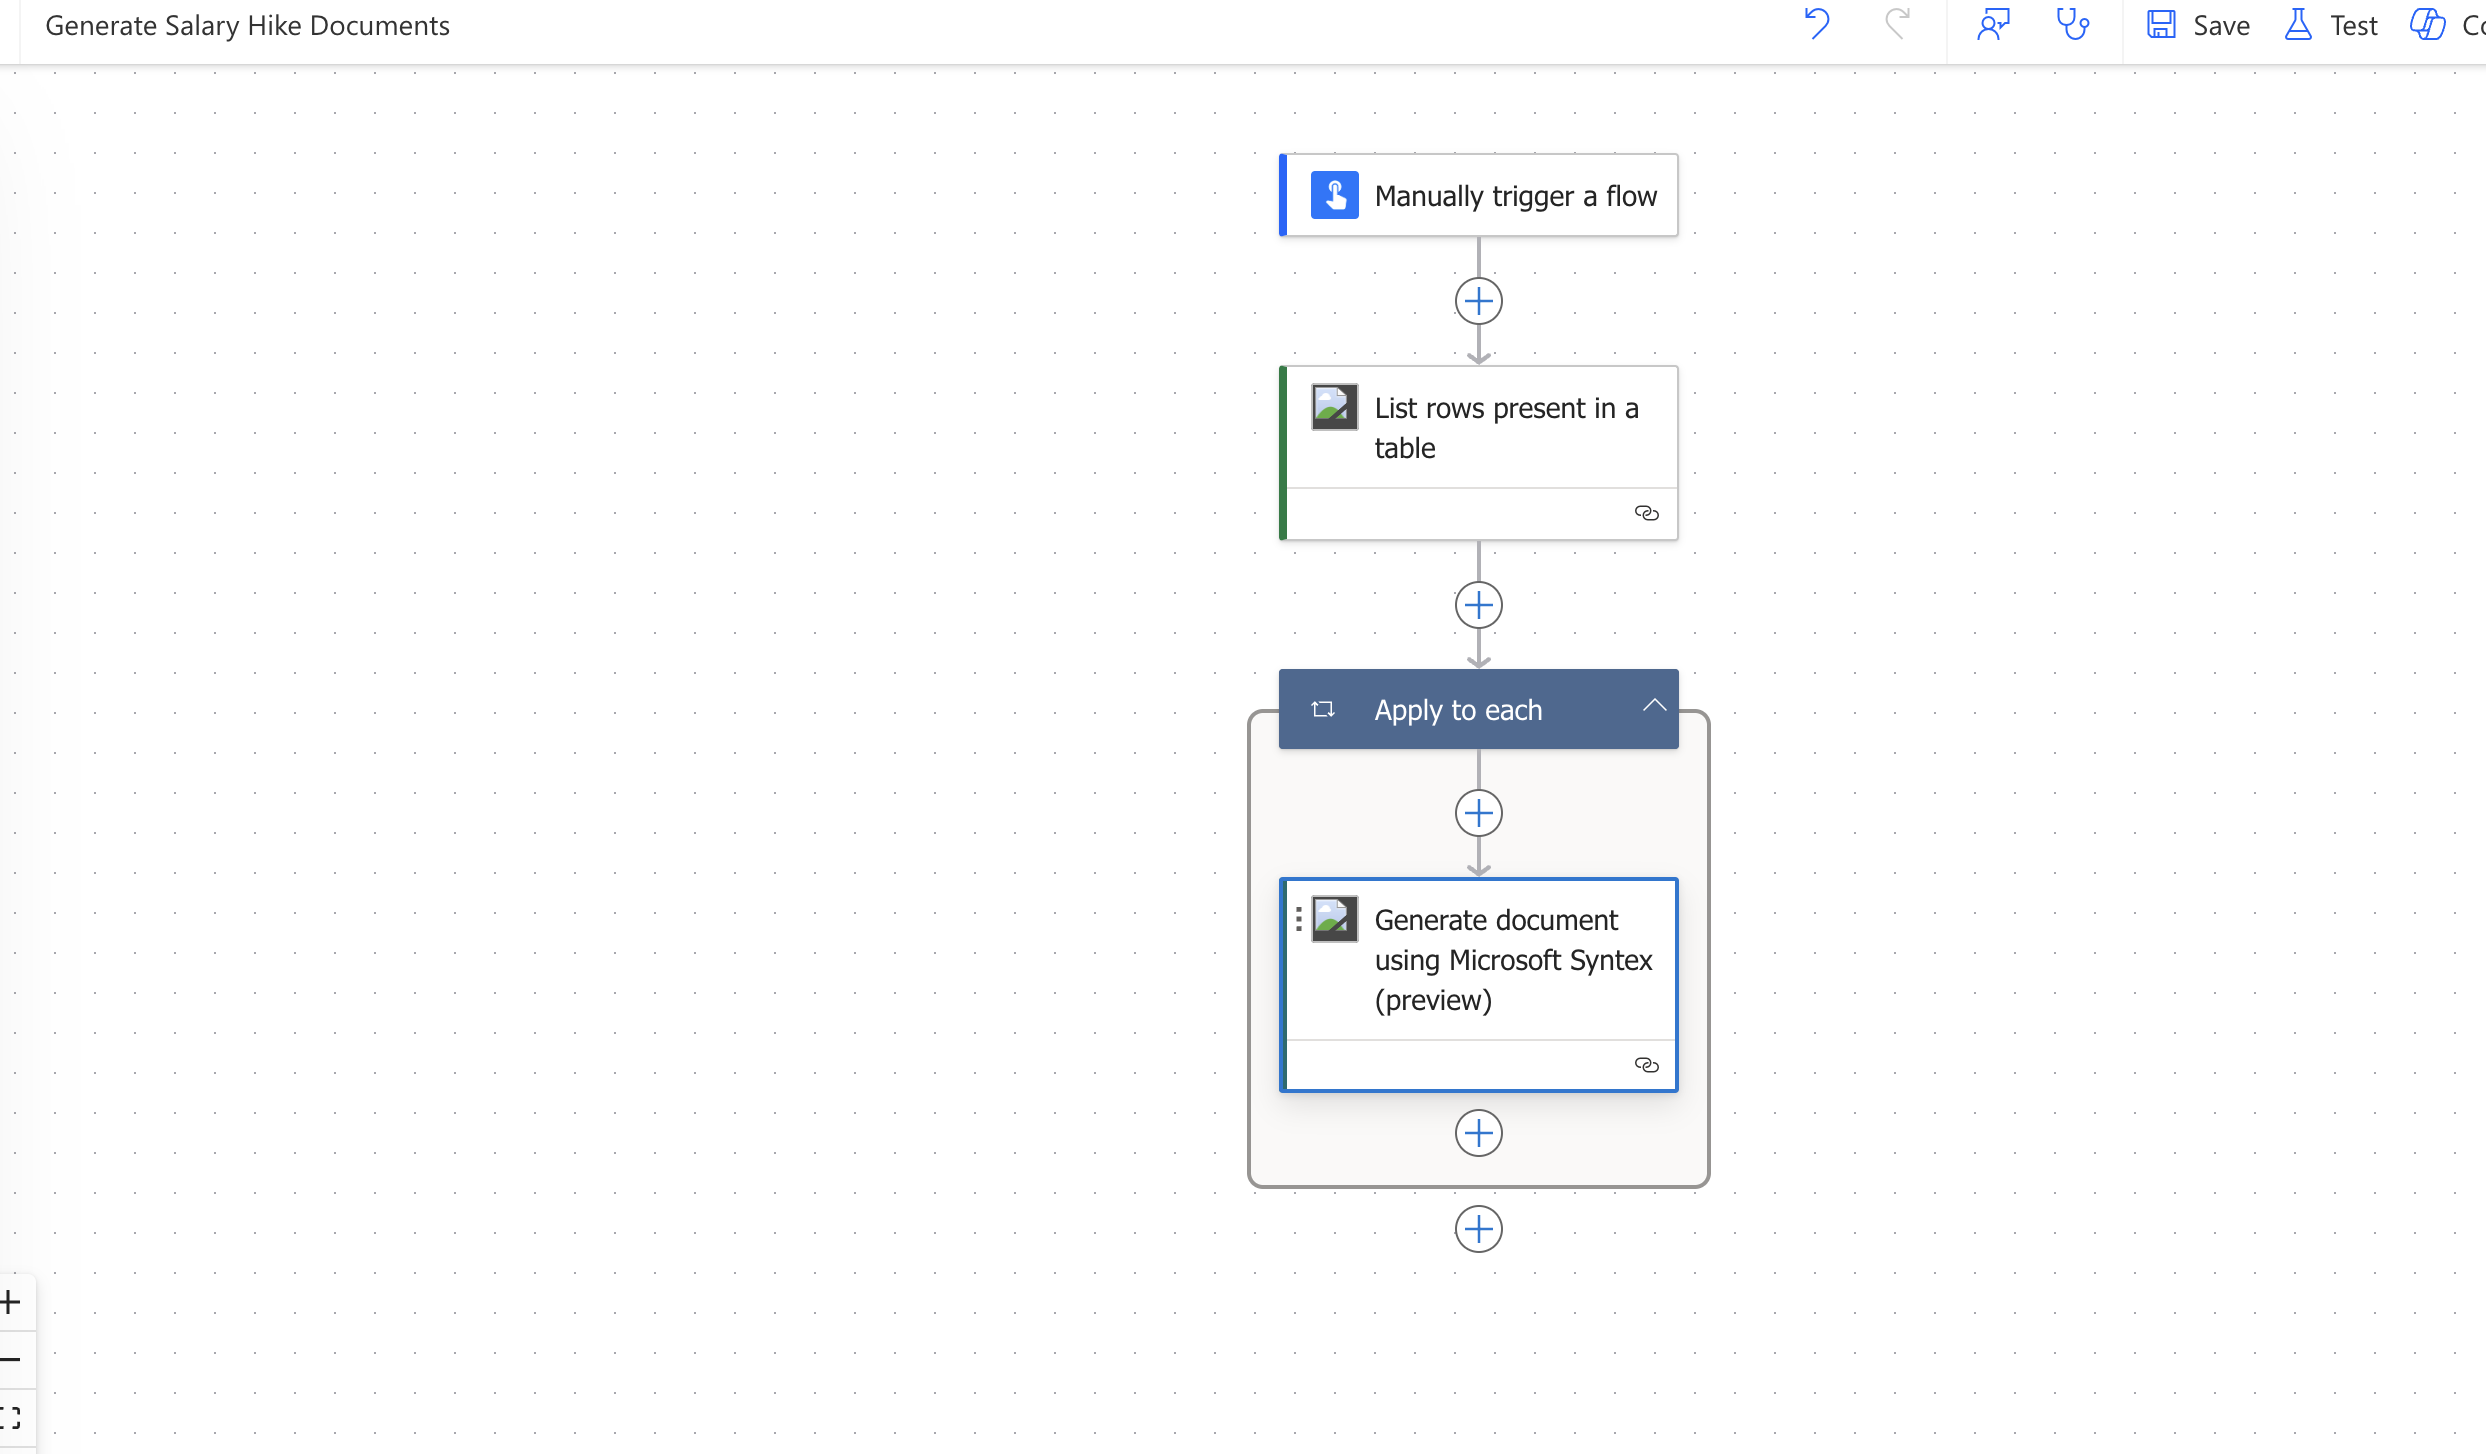 Generate Salary Hike Documents
Save
Test
Manually trigger a flow
List rows present in a
table
Apply to each
Generate document
using Microsoft Syntex
(preview)